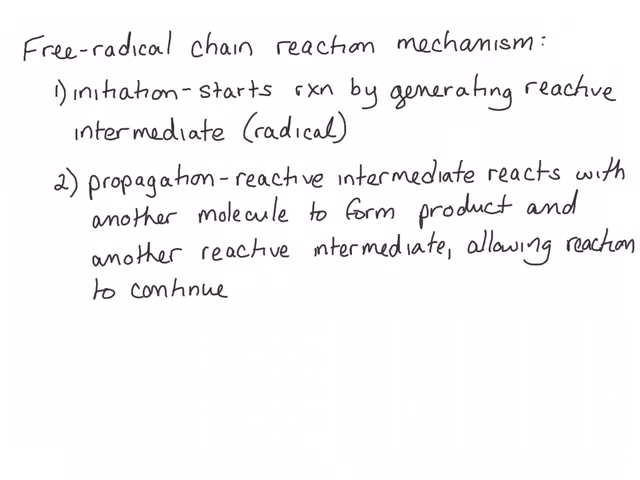 Free-radical chain reaction mechanism:
1) initiation - starts rxn by generating reactive
intermediate (radical)
2) propagation - reactive intermediate reacts with
another molecule to form product and
another reactive intermediate, allowing reaction
to continue